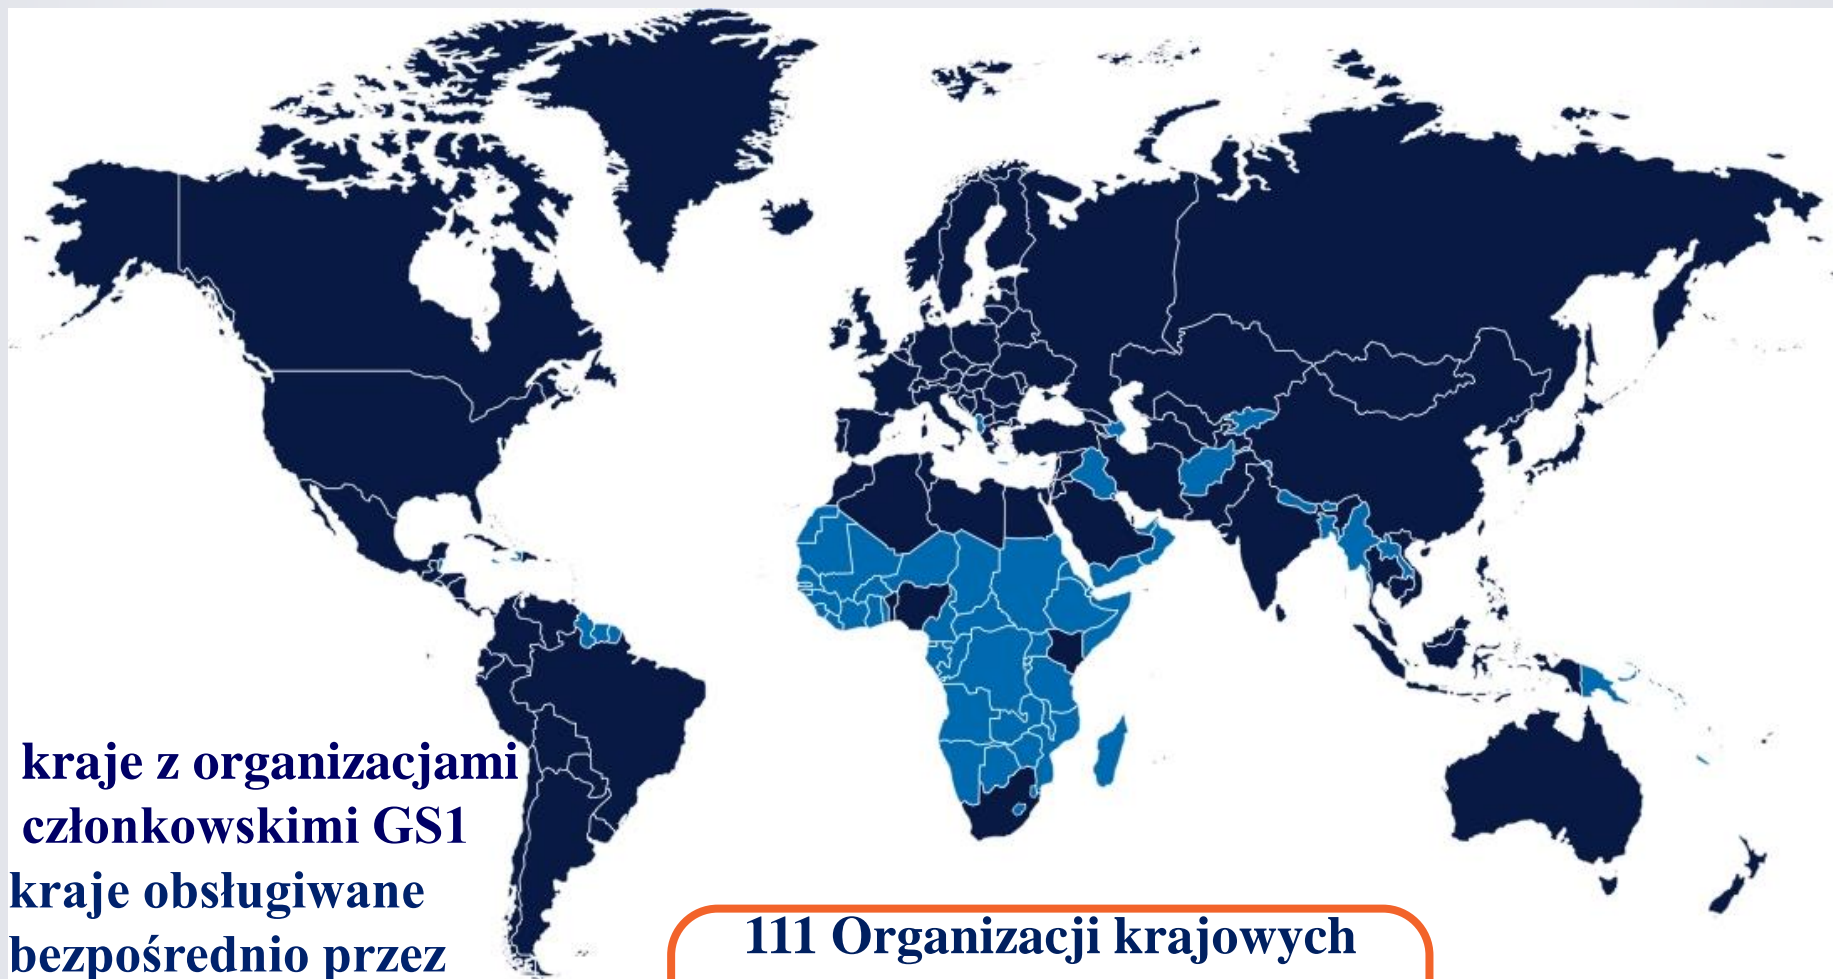 kraje z organizacjami
członkowskimi GS1
kraje obsługiwane
bezpośrednio przez
111 Organizacji krajowych